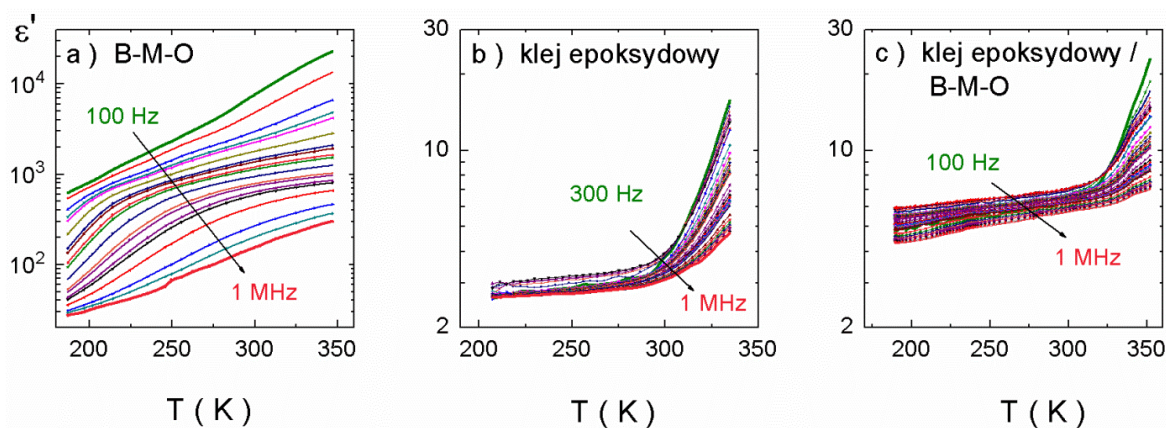 ε'
a ) B-M-O
10⁴
10³
10²
100 Hz
1 MHz
200 250 300 350
T ( K )
30
b ) klej epoksydowy
10
300 Hz
1 MHz
2
200 250 300 350
T ( K )
30
c ) klej epoksydowy /
B-M-O
10
100 Hz
1 MHz
2
200 250 300 350
T ( K )